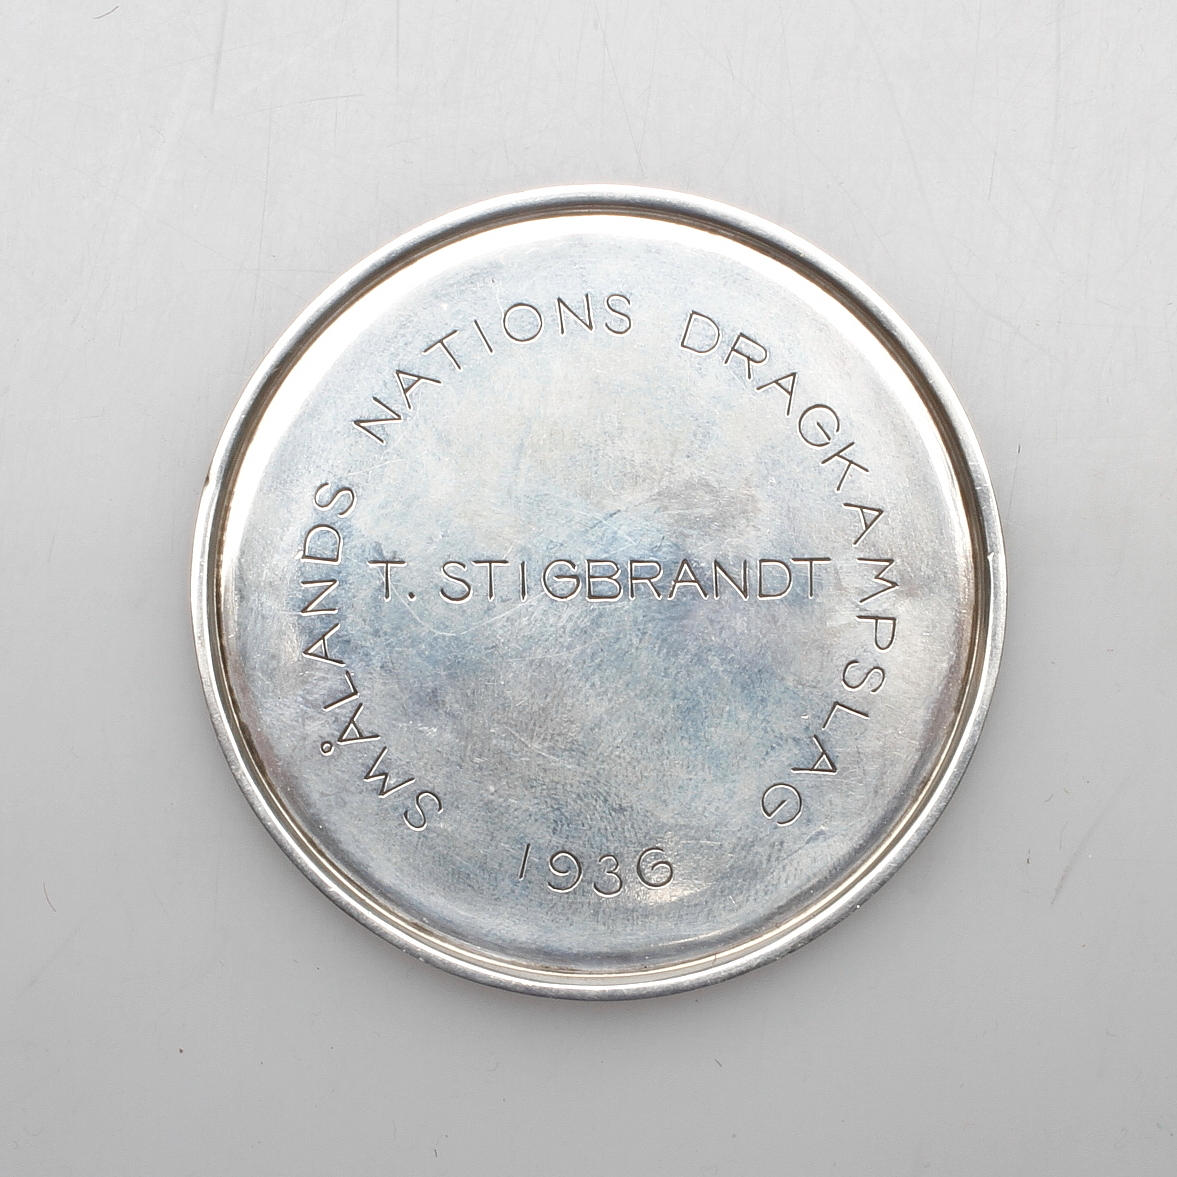 SMÅLANDS NATIONS DRAGKAMPSLAG
T. STIGBRANDT
1936